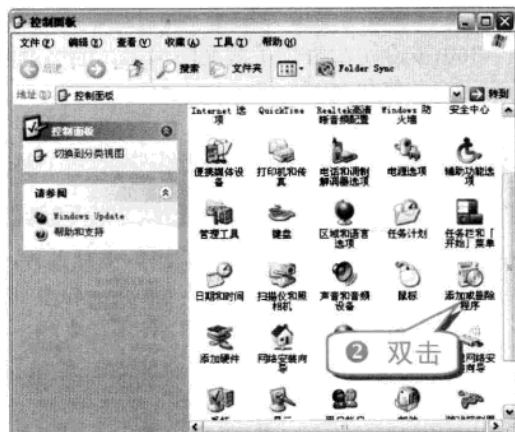 控制面板
文件(F) 编辑(E) 查看(V) 收藏(A) 工具(T) 帮助(H)
后退 搜索 文件夹 Folder Sync
地址(D) 控制面板 转到
控制面板
切换到分类视图
请参阅
Windows Update
帮助和支持
Internet 选项
QuickTime
Realtek高清晰音频配置
Windows 防火墙
安全中心
便携媒体设备
打印机和传真
电话和调制解调器选项
电源选项
辅助功能选项
管理工具
键盘
区域和语言选项
任务计划
任务栏和「开始」菜单
日期和时间
扫描仪和照相机
声音和音频设备
鼠标
添加或删除程序
添加硬件
网络安装向导
❷ 双击